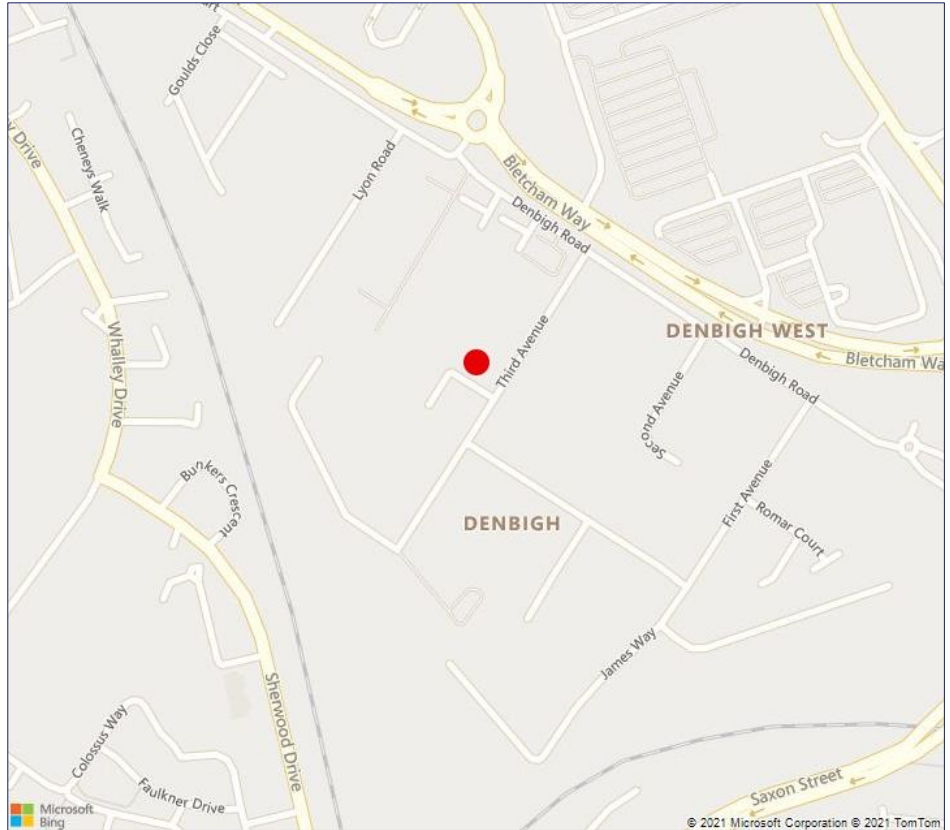 Goulds Close
Cheneys Walk
Lyon Road
Bletcham Way
Denbigh Road
Whalley Drive
Third Avenue
DENBIGH WEST
Denbigh Road
Bletcham Wa
Second Avenue
Bunkers Crescent
First Avenue
DENBIGH
Romar Court
James Way
Sherwood Drive
Colossus Way
Faulkner Drive
Saxon Street
Microsoft
Bing
© 2021 Microsoft Corporation © 2021 TomTom